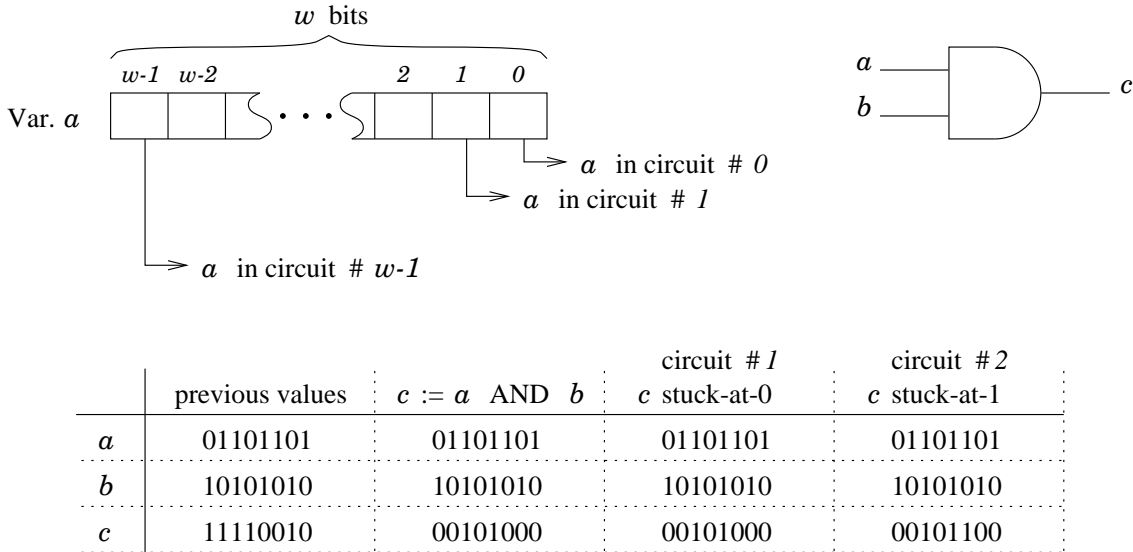 w bits
w-1 w-2 2 1 0
Var. a
a
b
c
a in circuit # 0
a in circuit # 1
a in circuit # w-1
circuit # 1 circuit # 2
previous values c := a AND b c stuck-at-0 c stuck-at-1
a 01101101 01101101 01101101 01101101
b 10101010 10101010 10101010 10101010
c 11110010 00101000 00101000 00101100